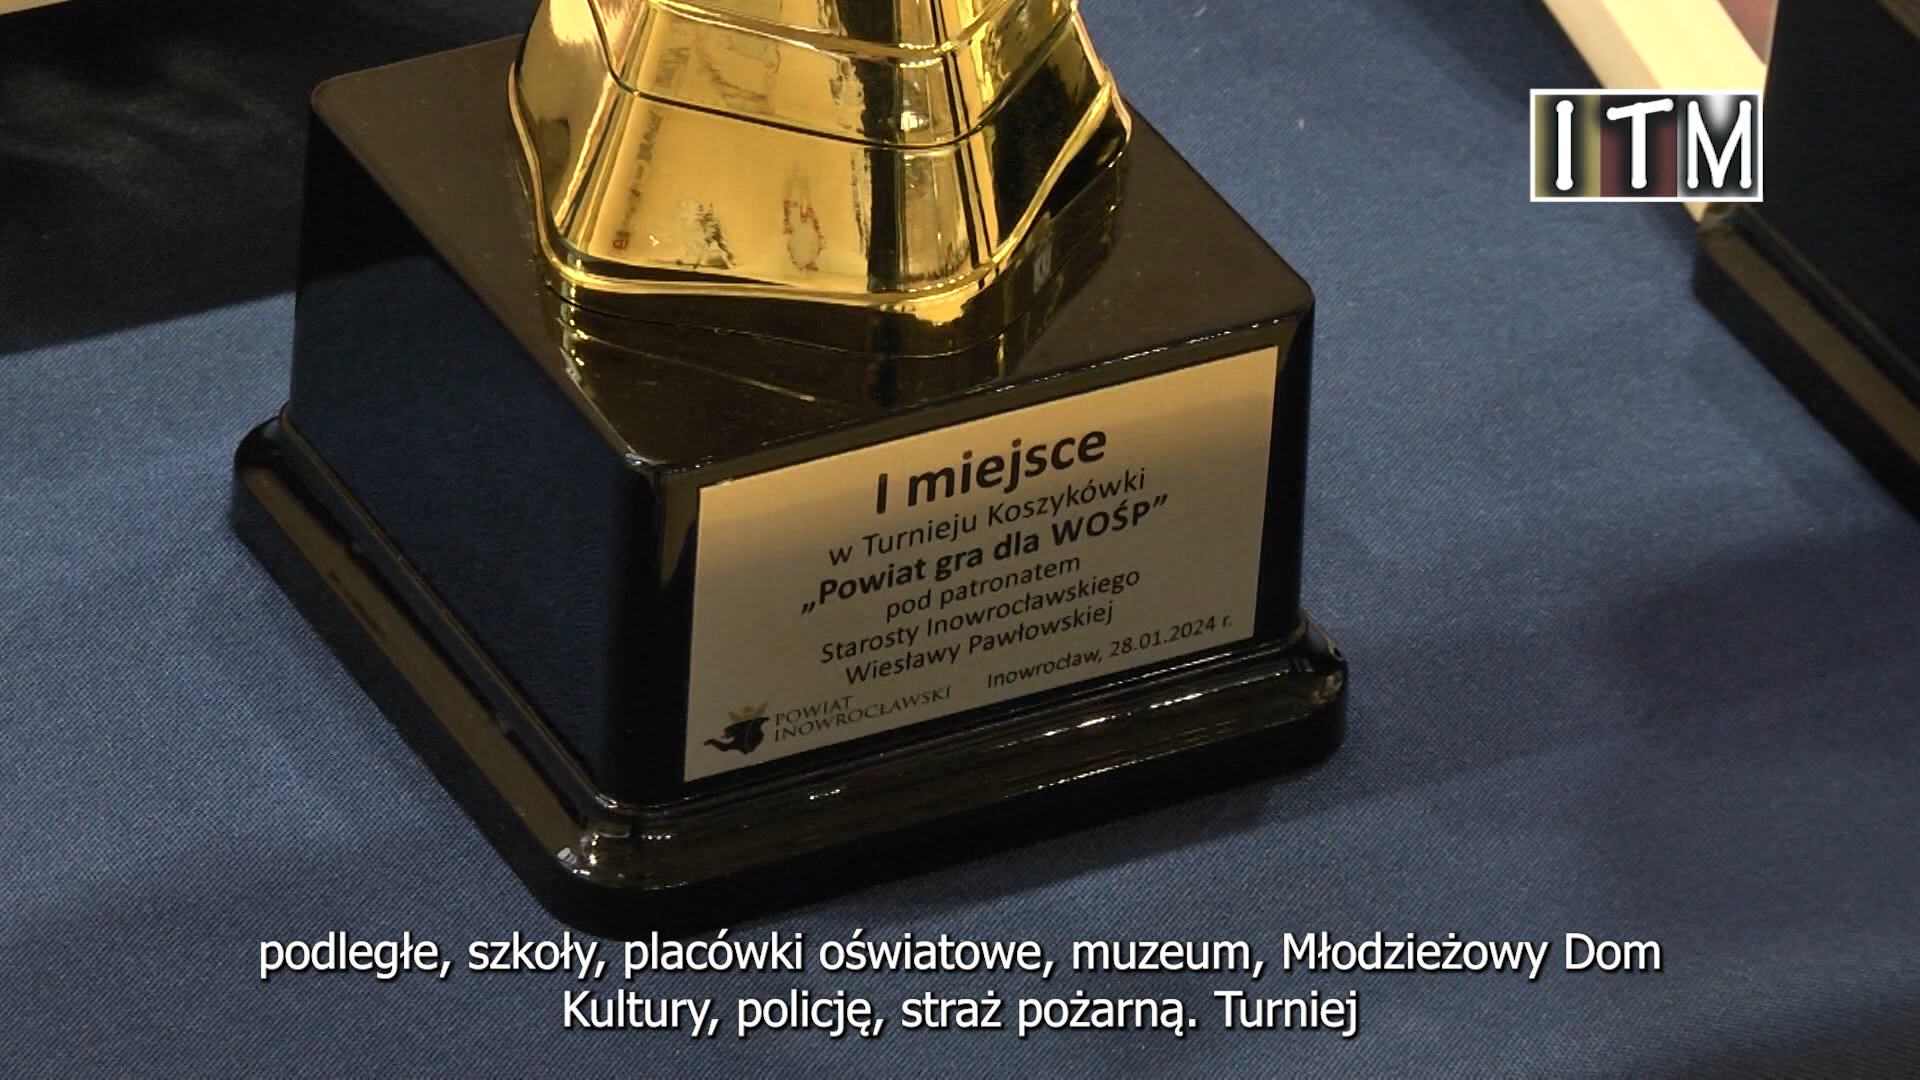 ITM
I miejsce
w Turnieju Koszykówki
„Powiat gra dla WOŚP”
pod patronatem
Starosty Inowrocławskiego
Wiesławy Pawłowskiej
Inowrocław, 28.01.2024 r.
POWIAT
INOWROCŁAWSKI
podległe, szkoły, placówki oświatowe, muzeum, Młodzieżowy Dom
Kultury, policję, straż pożarną. Turniej